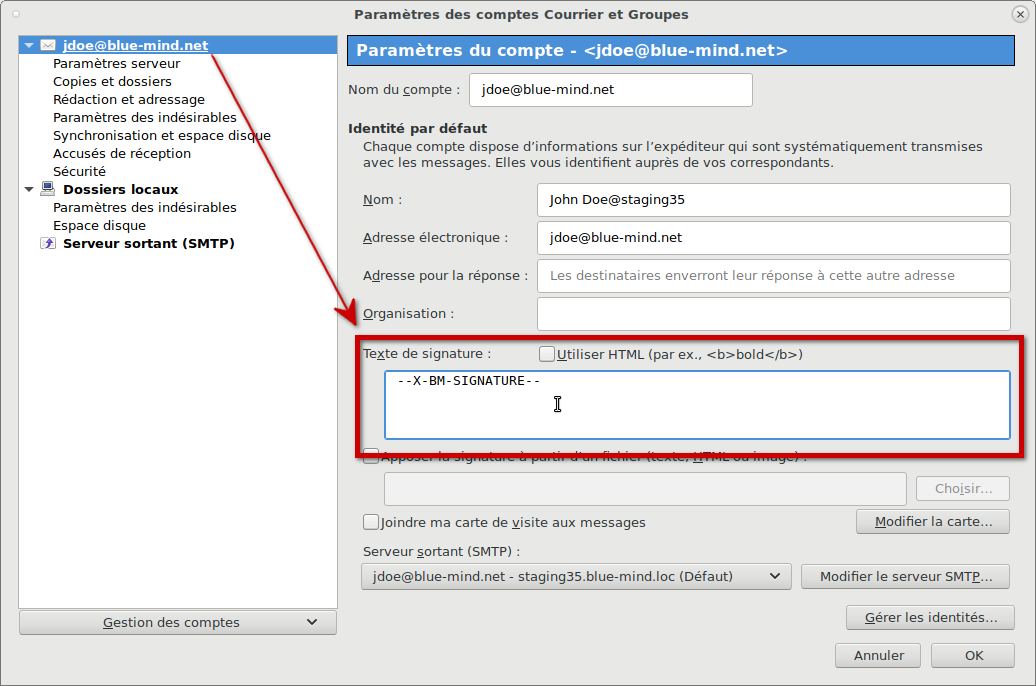 Paramètres des comptes Courrier et Groupes
jdoe@blue-mind.net
Paramètres serveur
Copies et dossiers
Rédaction et adressage
Paramètres des indésirables
Synchronisation et espace disque
Accusés de réception
Sécurité
Dossiers locaux
Paramètres des indésirables
Espace disque
Serveur sortant (SMTP)
Gestion des comptes
Paramètres du compte - <jdoe@blue-mind.net>
Nom du compte : jdoe@blue-mind.net
Identité par défaut
Chaque compte dispose d'informations sur l'expéditeur qui sont systématiquement transmises
avec les messages. Elles vous identifient auprès de vos correspondants.
Nom : John Doe@staging35
Adresse électronique : jdoe@blue-mind.net
Adresse pour la réponse : Les destinataires enverront leur réponse à cette autre adresse
Organisation :
Texte de signature : Utiliser HTML (par ex., <b>bold</b>)
--X-BM-SIGNATURE--
Apposer la signature à partir d'un fichier (texte, HTML ou image) :
Choisir...
Joindre ma carte de visite aux messages Modifier la carte...
Serveur sortant (SMTP) :
jdoe@blue-mind.net - staging35.blue-mind.loc (Défaut) Modifier le serveur SMTP...
Gérer les identités...
Annuler OK